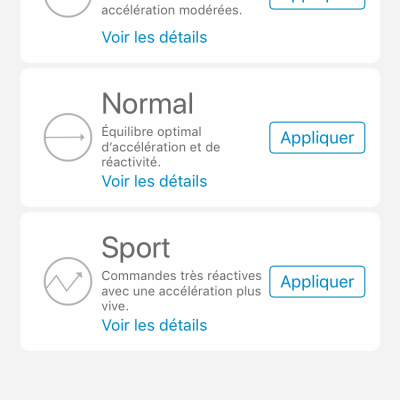 accélération modérées.
Voir les détails
Normal
Équilibre optimal
d'accélération et de
réactivité.
Appliquer
Voir les détails
Sport
Commandes très réactives
avec une accélération plus
vive.
Appliquer
Voir les détails